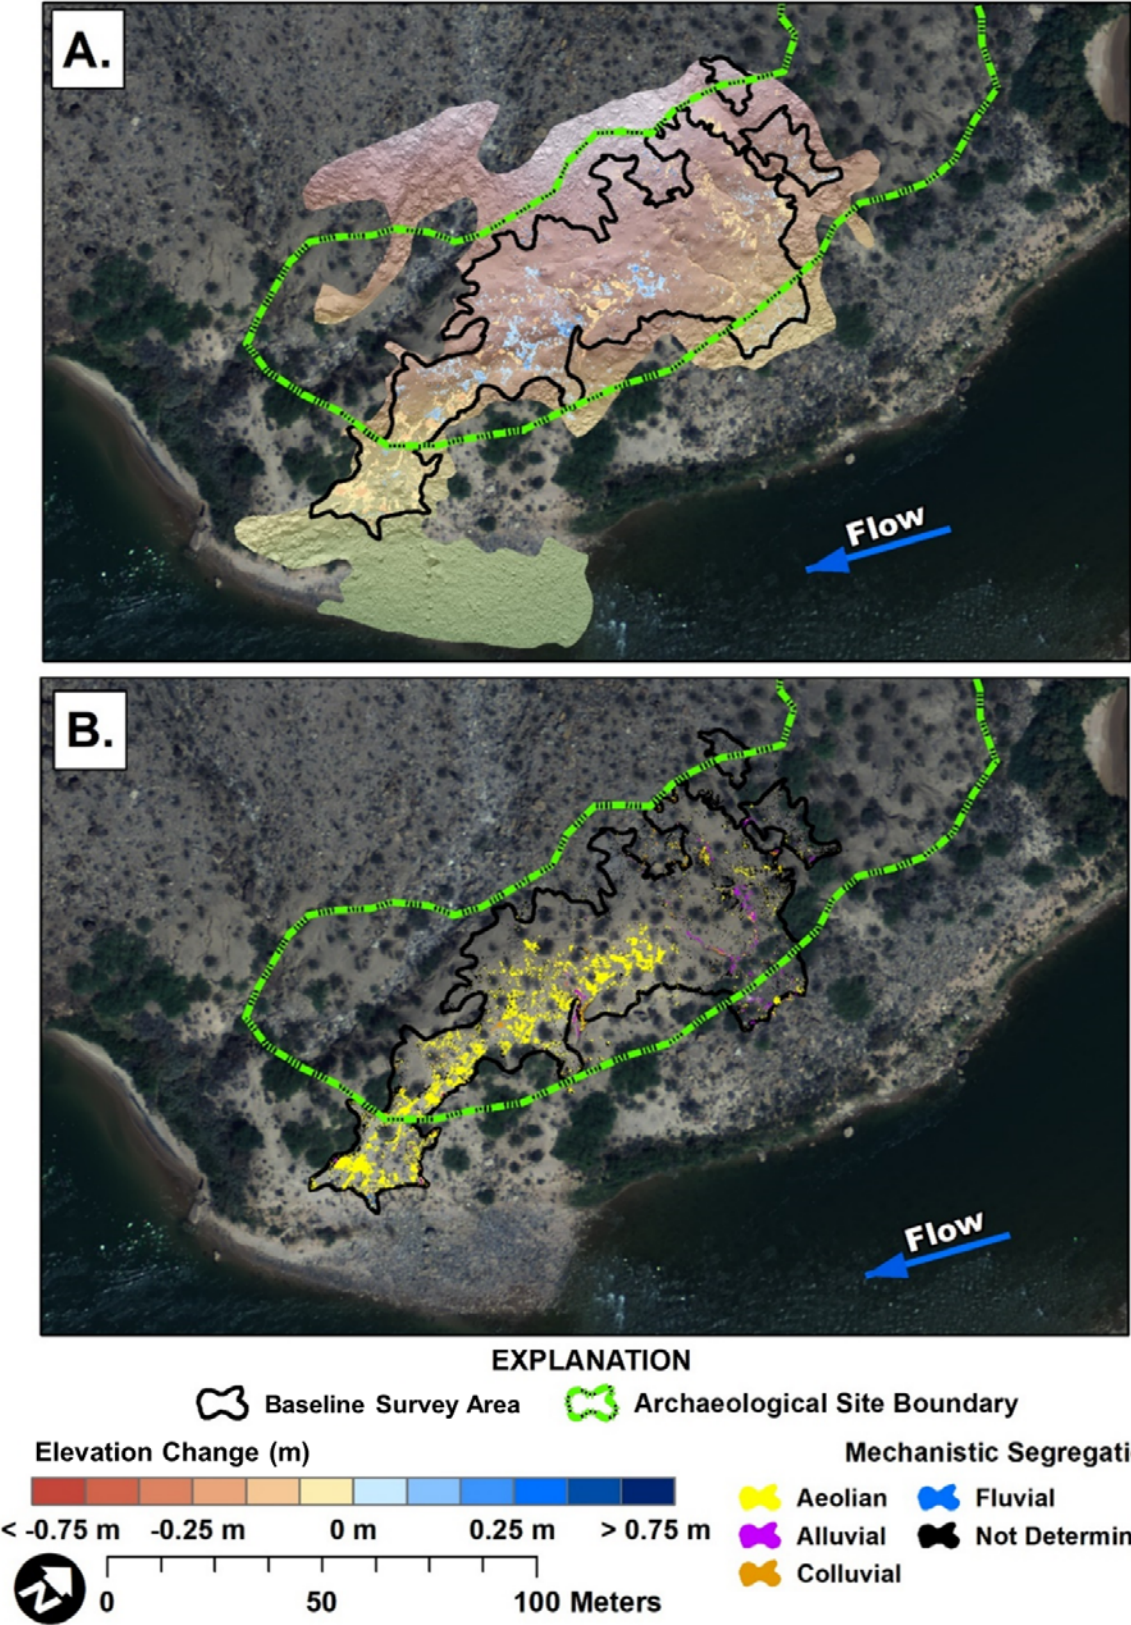 A.
Flow
B.
Flow
EXPLANATION
Baseline Survey Area
Archaeological Site Boundary
Elevation Change (m)
< -0.75 m -0.25 m 0 m 0.25 m > 0.75 m
Mechanistic Segregati
Aeolian Fluvial
Alluvial Not Determin
Colluvial
N
0 50 100 Meters